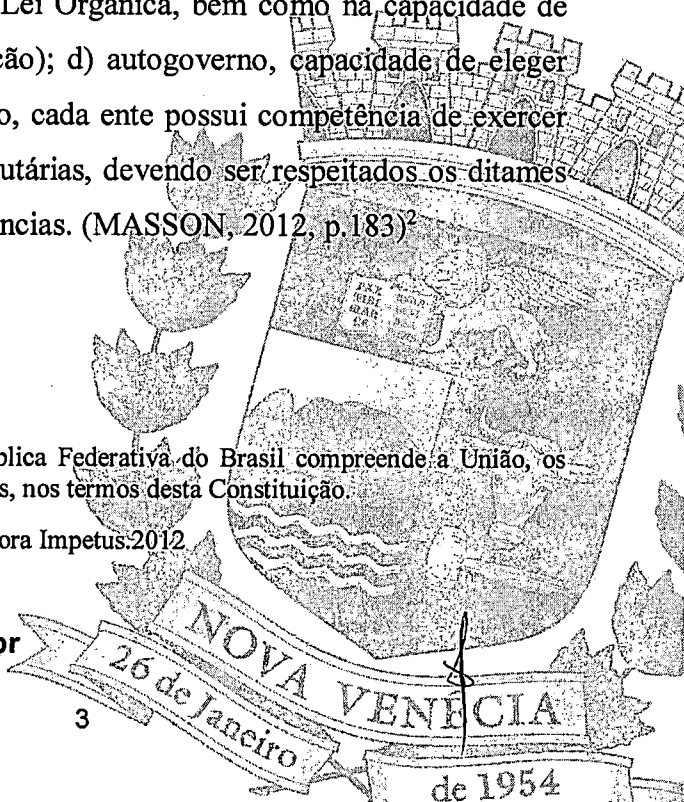 Lei Orgânica, bem como na capacidade de
ção); d) autogoverno, capacidade de eleger
o, cada ente possui competência de exercer
utárias, devendo ser respeitados os ditames
ncias. (MASSON, 2012, p.183)²
blica Federativa do Brasil compreende a União, os
s, nos termos desta Constituição.
ora Impetus.2012
or
3
NOVA VENÉCIA
26 de Janeiro
de 1954